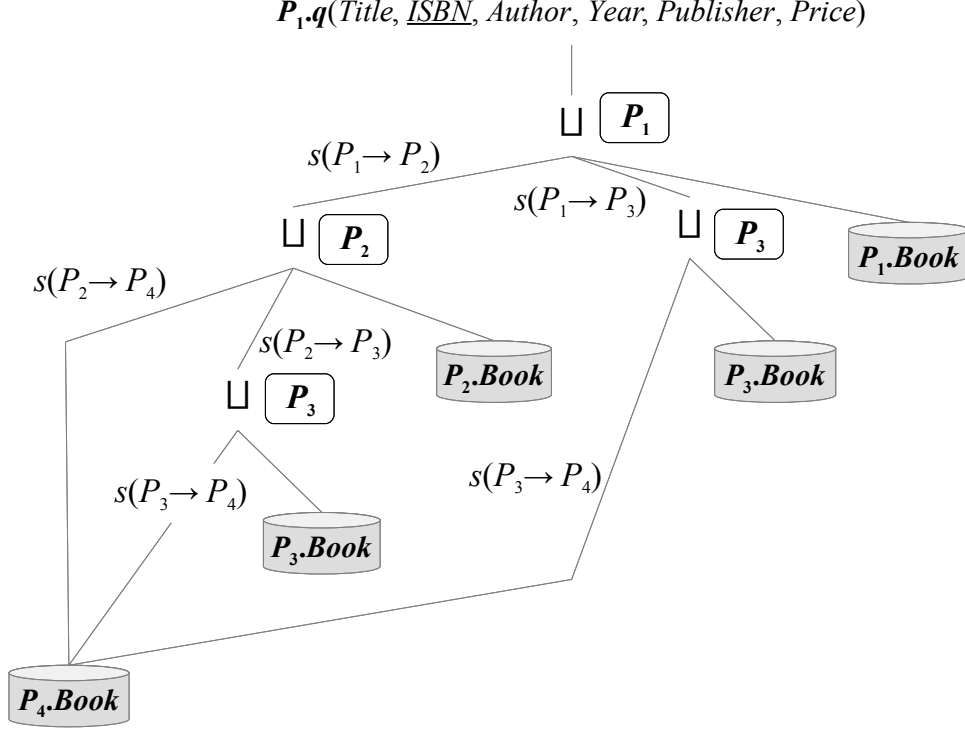 P₁.q(Title, ISBN, Author, Year, Publisher, Price)
⊔ P₁
s(P₁→ P₂)
s(P₁→ P₃)
⊔ P₂
⊔ P₃
P₁.Book
s(P₂→ P₄)
s(P₂→ P₃)
P₂.Book
P₃.Book
⊔ P₃
s(P₃→ P₄)
s(P₃→ P₄)
P₃.Book
P₄.Book